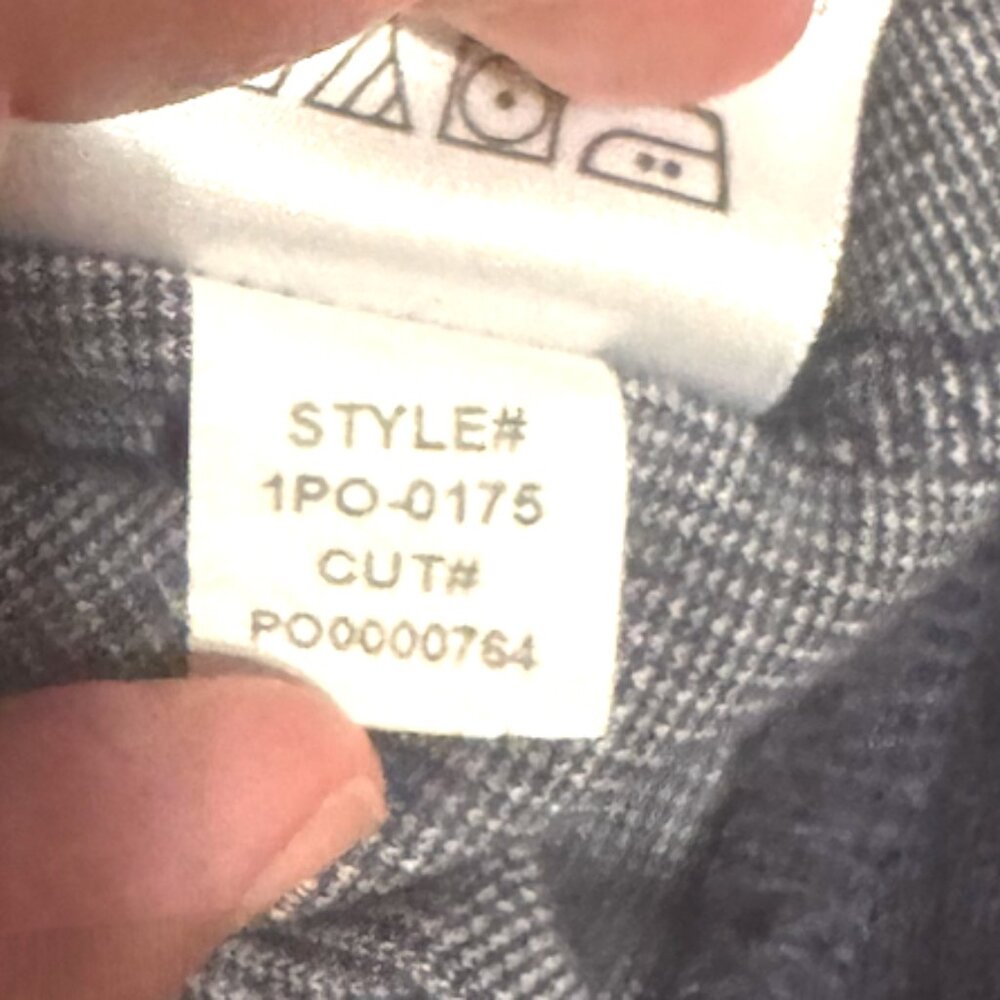 STYLE#
1PO-0175
CUT#
PO0000764